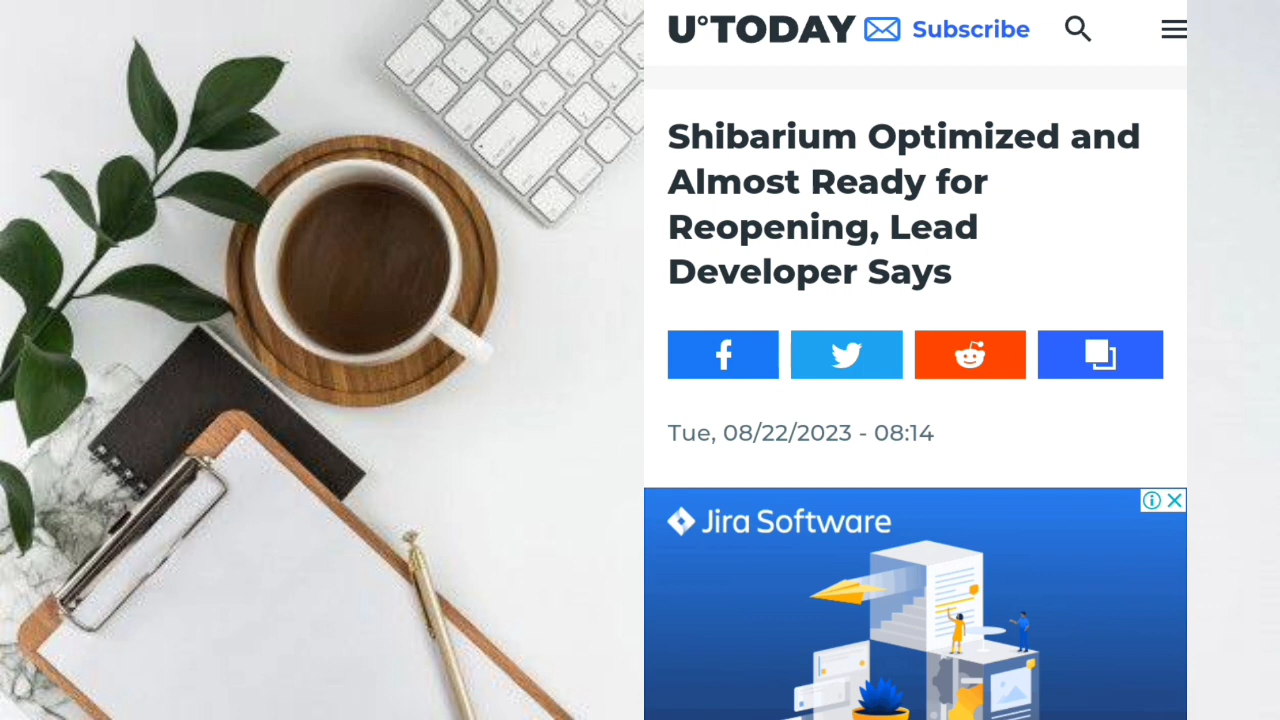 U°TODAY
Subscribe
Shibarium Optimized and
Almost Ready for
Reopening, Lead
Developer Says
Tue, 08/22/2023 - 08:14
Jira Software